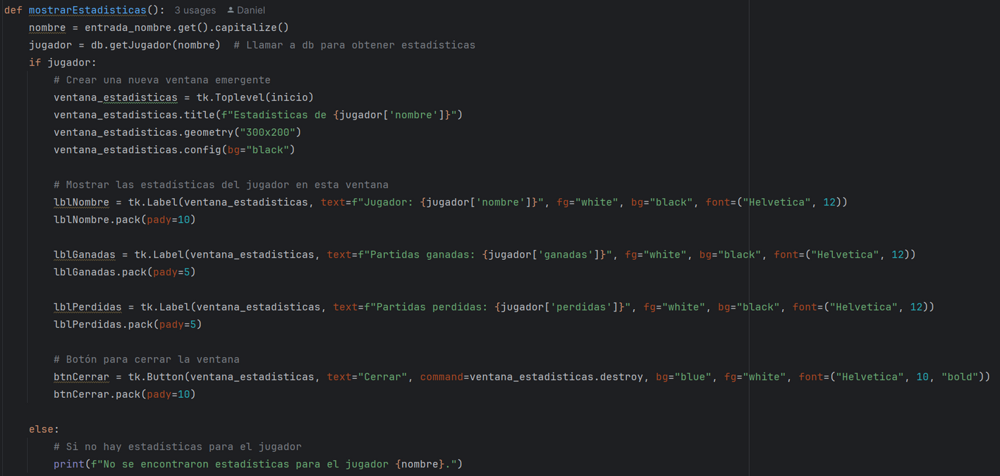 def mostrarEstadisticas():  3 usages  Daniel
    nombre = entrada_nombre.get().capitalize()
    jugador = db.getJugador(nombre)  # Llamar a db para obtener estadísticas
    if jugador:
        # Crear una nueva ventana emergente
        ventana_estadisticas = tk.Toplevel(inicio)
        ventana_estadisticas.title(f"Estadísticas de {jugador['nombre']}")
        ventana_estadisticas.geometry("300x200")
        ventana_estadisticas.config(bg="black")
        # Mostrar las estadísticas del jugador en esta ventana
        lblNombre = tk.Label(ventana_estadisticas, text=f"Jugador: {jugador['nombre']}", fg="white", bg="black", font=("Helvetica", 12))
        lblNombre.pack(pady=10)
        lblGanadas = tk.Label(ventana_estadisticas, text=f"Partidas ganadas: {jugador['ganadas']}", fg="white", bg="black", font=("Helvetica", 12))
        lblGanadas.pack(pady=5)
        lblPerdidas = tk.Label(ventana_estadisticas, text=f"Partidas perdidas: {jugador['perdidas']}", fg="white", bg="black", font=("Helvetica", 12))
        lblPerdidas.pack(pady=5)
        # Botón para cerrar la ventana
        btnCerrar = tk.Button(ventana_estadisticas, text="Cerrar", command=ventana_estadisticas.destroy, bg="blue", fg="white", font=("Helvetica", 10, "bold"))
        btnCerrar.pack(pady=10)
    else:
        # Si no hay estadísticas para el jugador
        print(f"No se encontraron estadísticas para el jugador {nombre}.")